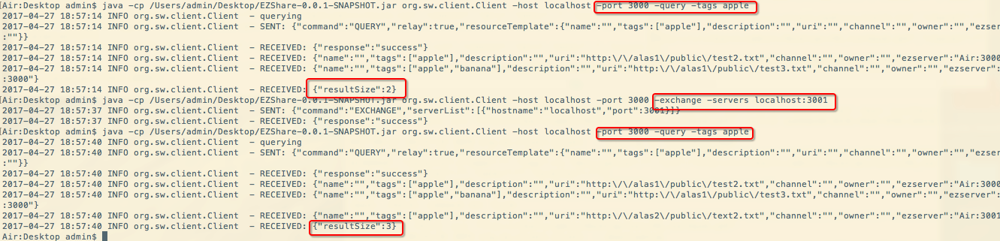 [Air:Desktop admin$ java -cp /Users/admin/Desktop/EZShare-0.0.1-SNAPSHOT.jar org.sw.client.Client -host localhost -port 3000 -query -tags apple
2017-04-27 18:57:14 INFO org.sw.client.Client  - querying
2017-04-27 18:57:14 INFO org.sw.client.Client  - SENT: {"command":"QUERY","relay":true,"resourceTemplate":{"name":"","tags":["apple"],"description":"","uri":"","channel":"","owner":"","ezserver
:""}}
2017-04-27 18:57:14 INFO org.sw.client.Client  - RECEIVED: {"response":"success"}
2017-04-27 18:57:14 INFO org.sw.client.Client  - RECEIVED: {"name":"","tags":["apple"],"description":"","uri":"http:\/\/alas1\/public\/test2.txt","channel":"","owner":"","ezserver":"Air:3000
2017-04-27 18:57:14 INFO org.sw.client.Client  - RECEIVED: {"name":"","tags":["apple","banana"],"description":"","uri":"http:\/\/alas1\/public\/test3.txt","channel":"","owner":"","ezserver":"Air
:3000"}
2017-04-27 18:57:14 INFO org.sw.client.Client  - RECEIVED: {"resultSize":2}
[Air:Desktop admin$ java -cp /Users/admin/Desktop/EZShare-0.0.1-SNAPSHOT.jar org.sw.client.Client -host localhost -port 3000 -exchange -servers localhost:3001
2017-04-27 18:57:37 INFO org.sw.client.Client  - SENT: {"command":"EXCHANGE","serverList":[{"hostname":"localhost","port":3001}]}
2017-04-27 18:57:37 INFO org.sw.client.Client  - RECEIVED: {"response":"success"}
[Air:Desktop admin$ java -cp /Users/admin/Desktop/EZShare-0.0.1-SNAPSHOT.jar org.sw.client.Client -host localhost -port 3000 -query -tags apple
2017-04-27 18:57:40 INFO org.sw.client.Client  - querying
2017-04-27 18:57:40 INFO org.sw.client.Client  - SENT: {"command":"QUERY","relay":true,"resourceTemplate":{"name":"","tags":["apple"],"description":"","uri":"","channel":"","owner":"","ezserver
:""}}
2017-04-27 18:57:40 INFO org.sw.client.Client  - RECEIVED: {"response":"success"}
2017-04-27 18:57:40 INFO org.sw.client.Client  - RECEIVED: {"name":"","tags":["apple"],"description":"","uri":"http:\/\/alas1\/public\/test2.txt","channel":"","owner":"","ezserver":"Air:3000
2017-04-27 18:57:40 INFO org.sw.client.Client  - RECEIVED: {"name":"","tags":["apple","banana"],"description":"","uri":"http:\/\/alas1\/public\/test3.txt","channel":"","owner":"","ezserver":"Air
:3000"}
2017-04-27 18:57:40 INFO org.sw.client.Client  - RECEIVED: {"name":"","tags":["apple"],"description":"","uri":"http:\/\/alas2\/public\/test2.txt","channel":"","owner":"","ezserver":"Air:3001
2017-04-27 18:57:40 INFO org.sw.client.Client  - RECEIVED: {"resultSize":3}
Air:Desktop admin$